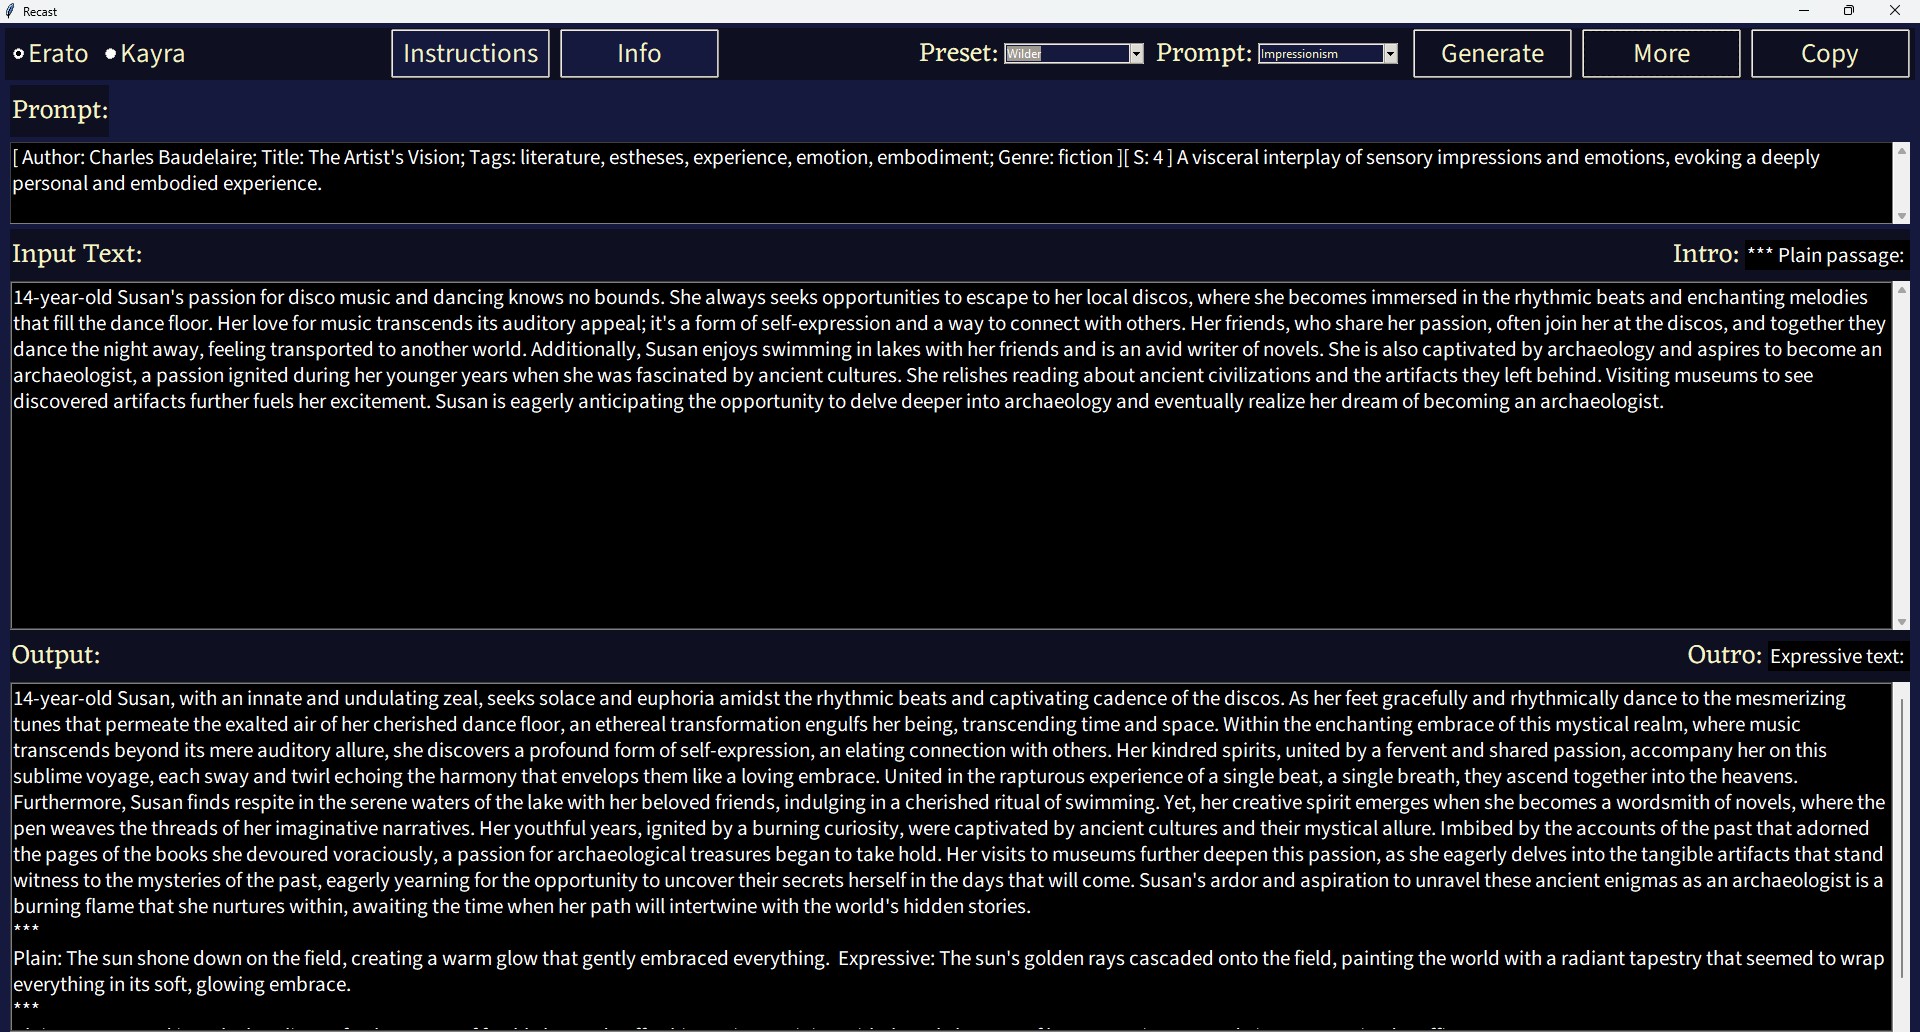 Recast
Erato Kayra Instructions Info Preset: Wilder Prompt: Impressionism Generate More Copy
Prompt:
[ Author: Charles Baudelaire; Title: The Artist's Vision; Tags: literature, estheses, experience, emotion, embodiment; Genre: fiction ][ S: 4 ] A visceral interplay of sensory impressions and emotions, evoking a deeply
personal and embodied experience.
Input Text: Intro: *** Plain passage:
14-year-old Susan's passion for disco music and dancing knows no bounds. She always seeks opportunities to escape to her local discos, where she becomes immersed in the rhythmic beats and enchanting melodies
that fill the dance floor. Her love for music transcends its auditory appeal; it's a form of self-expression and a way to connect with others. Her friends, who share her passion, often join her at the discos, and together they
dance the night away, feeling transported to another world. Additionally, Susan enjoys swimming in lakes with her friends and is an avid writer of novels. She is also captivated by archaeology and aspires to become an
archaeologist, a passion ignited during her younger years when she was fascinated by ancient cultures. She relishes reading about ancient civilizations and the artifacts they left behind. Visiting museums to see
discovered artifacts further fuels her excitement. Susan is eagerly anticipating the opportunity to delve deeper into archaeology and eventually realize her dream of becoming an archaeologist.
Output: Outro: Expressive text:
14-year-old Susan, with an innate and undulating zeal, seeks solace and euphoria amidst the rhythmic beats and captivating cadence of the discos. As her feet gracefully and rhythmically dance to the mesmerizing
tunes that permeate the exalted air of her cherished dance floor, an ethereal transformation engulfs her being, transcending time and space. Within the enchanting embrace of this mystical realm, where music
transcends beyond its mere auditory allure, she discovers a profound form of self-expression, an elating connection with others. Her kindred spirits, united by a fervent and shared passion, accompany her on this
sublime voyage, each sway and twirl echoing the harmony that envelops them like a loving embrace. United in the rapturous experience of a single beat, a single breath, they ascend together into the heavens.
Furthermore, Susan finds respite in the serene waters of the lake with her beloved friends, indulging in a cherished ritual of swimming. Yet, her creative spirit emerges when she becomes a wordsmith of novels, where the
pen weaves the threads of her imaginative narratives. Her youthful years, ignited by a burning curiosity, were captivated by ancient cultures and their mystical allure. Imbibed by the accounts of the past that adorned
the pages of the books she devoured voraciously, a passion for archaeological treasures began to take hold. Her visits to museums further deepen this passion, as she eagerly delves into the tangible artifacts that stand
witness to the mysteries of the past, eagerly yearning for the opportunity to uncover their secrets herself in the days that will come. Susan's ardor and aspiration to unravel these ancient enigmas as an archaeologist is a
burning flame that she nurtures within, awaiting the time when her path will intertwine with the world's hidden stories.
***
Plain: The sun shone down on the field, creating a warm glow that gently embraced everything. Expressive: The sun's golden rays cascaded onto the field, painting the world with a radiant tapestry that seemed to wrap
everything in its soft, glowing embrace.
***